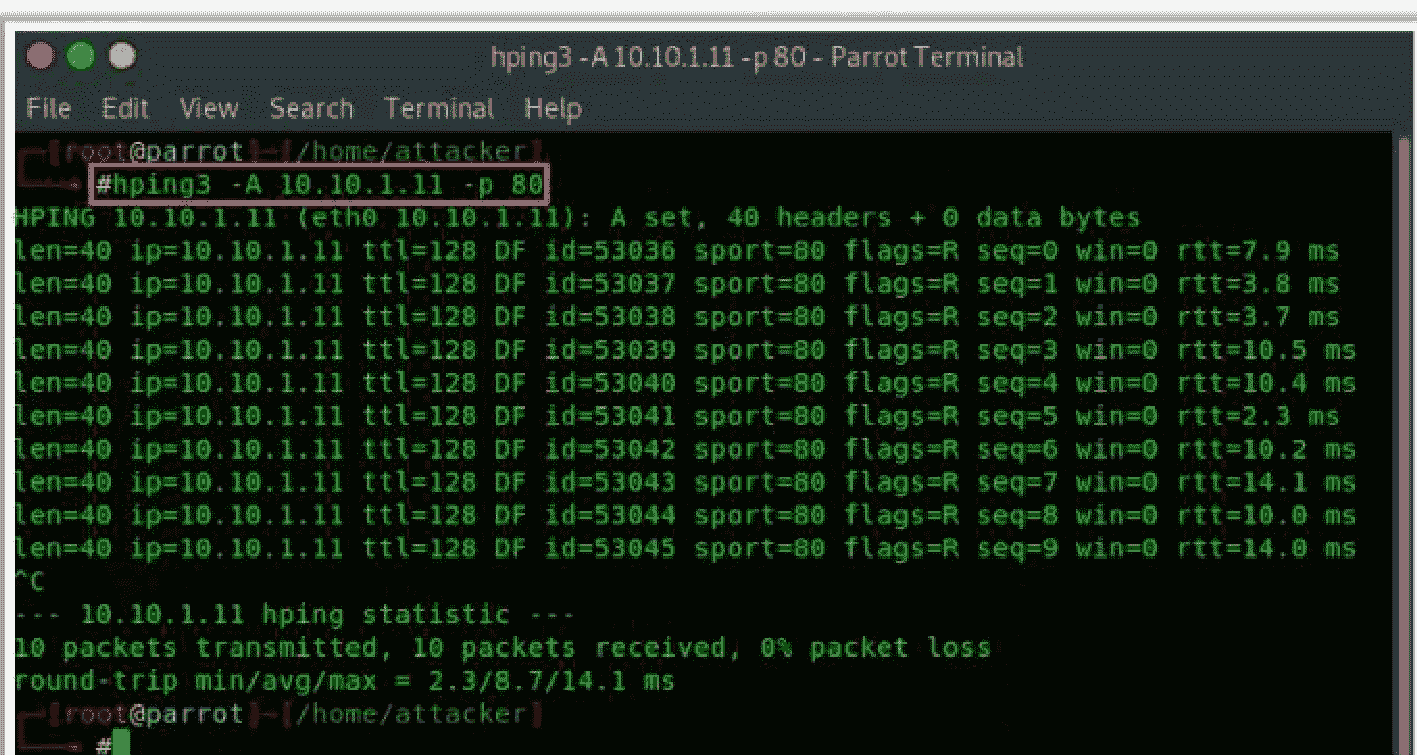 hping3 -A 10.10.1.11 -p 80 - Parrot Terminal
File Edit View Search Terminal Help
[root@parrot]-[/home/attacker]
#hping3 -A 10.10.1.11 -p 80
HPING 10.10.1.11 (eth0 10.10.1.11): A set, 40 headers + 0 data bytes
len=40 ip=10.10.1.11 ttl=128 DF id=53036 sport=80 flags=R seq=0 win=0 rtt=7.9 ms
len=40 ip=10.10.1.11 ttl=128 DF id=53037 sport=80 flags=R seq=1 win=0 rtt=3.8 ms
len=40 ip=10.10.1.11 ttl=128 DF id=53038 sport=80 flags=R seq=2 win=0 rtt=3.7 ms
len=40 ip=10.10.1.11 ttl=128 DF id=53039 sport=80 flags=R seq=3 win=0 rtt=10.5 ms
len=40 ip=10.10.1.11 ttl=128 DF id=53040 sport=80 flags=R seq=4 win=0 rtt=10.4 ms
len=40 ip=10.10.1.11 ttl=128 DF id=53041 sport=80 flags=R seq=5 win=0 rtt=2.3 ms
len=40 ip=10.10.1.11 ttl=128 DF id=53042 sport=80 flags=R seq=6 win=0 rtt=10.2 ms
len=40 ip=10.10.1.11 ttl=128 DF id=53043 sport=80 flags=R seq=7 win=0 rtt=14.1 ms
len=40 ip=10.10.1.11 ttl=128 DF id=53044 sport=80 flags=R seq=8 win=0 rtt=10.0 ms
len=40 ip=10.10.1.11 ttl=128 DF id=53045 sport=80 flags=R seq=9 win=0 rtt=14.0 ms
^C
--- 10.10.1.11 hping statistic ---
10 packets transmitted, 10 packets received, 0% packet loss
round-trip min/avg/max = 2.3/8.7/14.1 ms
[root@parrot]-[/home/attacker]
#